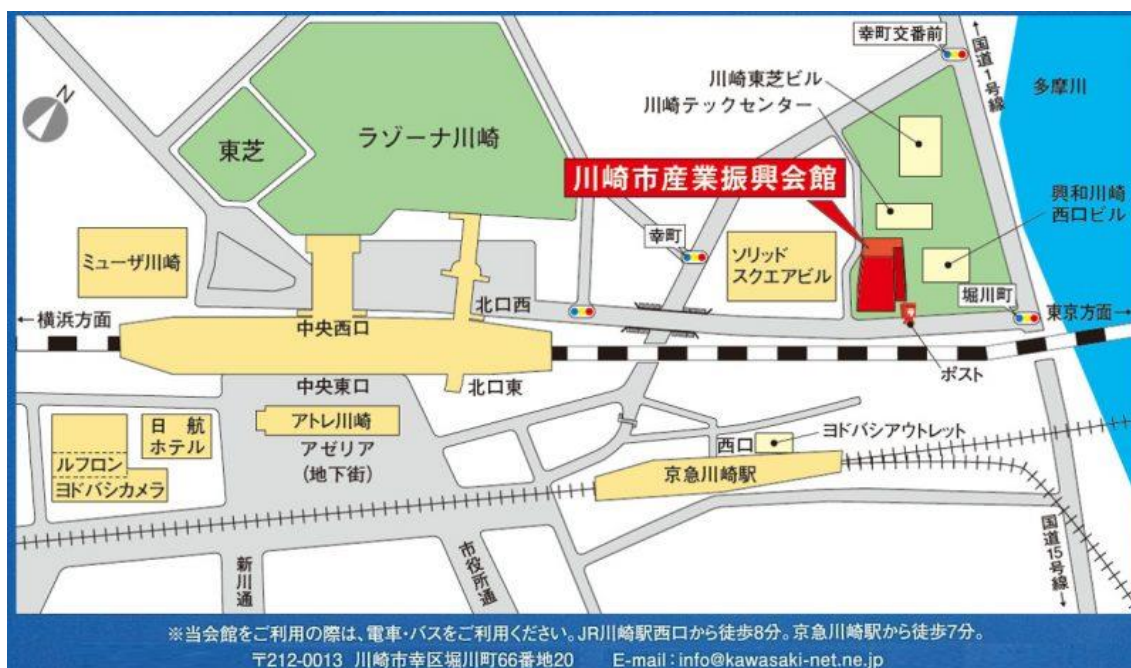 幸町交番前
←国道1号線
川崎東芝ビル
多摩川
川崎テックセンター
N
東芝
ラゾーナ川崎
川崎市産業振興会館
興和川崎
西口ビル
ミューザ川崎
幸町
ソリッド
スクエアビル
北口西
堀川町
←横浜方面
中央西口
東京方面→
中央東口
北口東
ポスト
日航
ホテル
アトレ川崎
アゼリア
(地下街)
ルフロン
ヨドバシカメラ
西口
ヨドバシアウトレット
京急川崎駅
新川通
市役所通
国道15号線→
※当会館をご利用の際は、電車・バスをご利用ください。JR川崎駅西口から徒歩8分。京急川崎駅から徒歩7分。
〒212-0013 川崎市幸区堀川町66番地20 E-mail：info@kawasaki-net.ne.jp